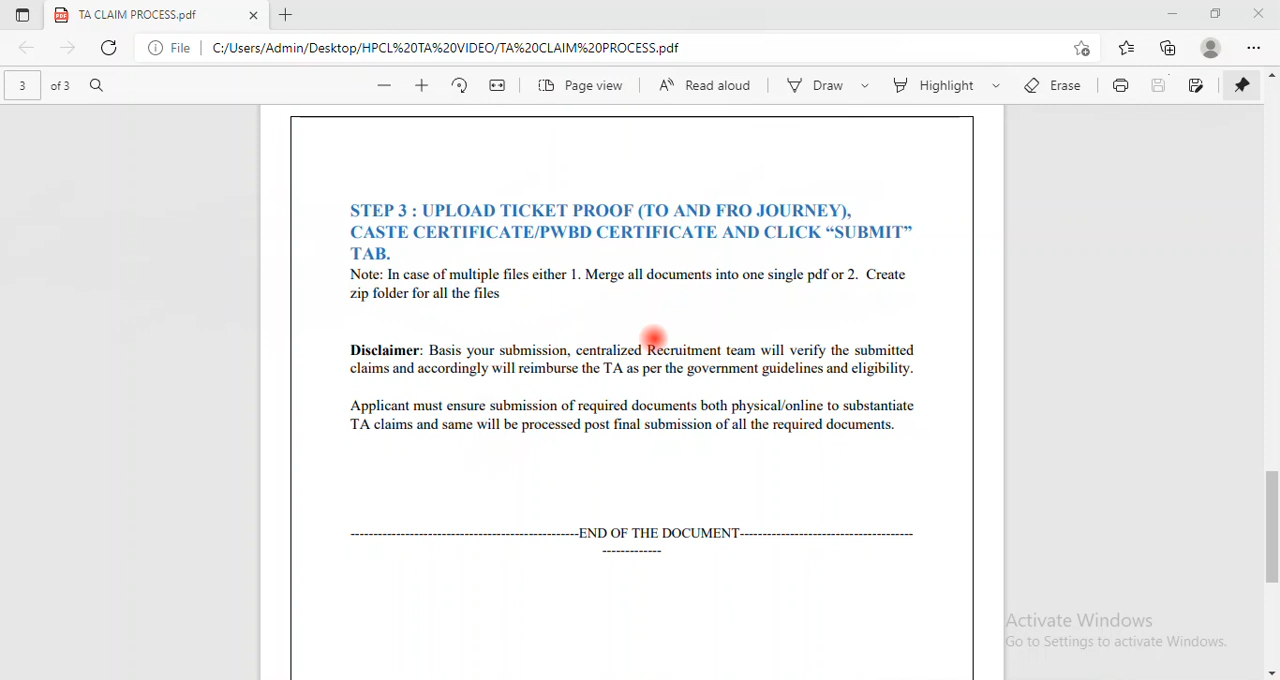 TA CLAIM PROCESS.pdf
File
C:/Users/Admin/Desktop/HPCL%20TA%20VIDEO/TA%20CLAIM%20PROCESS.pdf
3 of 3
Page view
Read aloud
Draw
Highlight
Erase
STEP 3 : UPLOAD TICKET PROOF (TO AND FRO JOURNEY),
CASTE CERTIFICATE/PWBD CERTIFICATE AND CLICK “SUBMIT”
TAB.
Note: In case of multiple files either 1. Merge all documents into one single pdf or 2. Create
zip folder for all the files
Disclaimer: Basis your submission, centralized Recruitment team will verify the submitted
claims and accordingly will reimburse the TA as per the government guidelines and eligibility.
Applicant must ensure submission of required documents both physical/online to substantiate
TA claims and same will be processed post final submission of all the required documents.
-------------------------------------------------END OF THE DOCUMENT-------------------------------------
-------------
Activate Windows
Go to Settings to activate Windows.